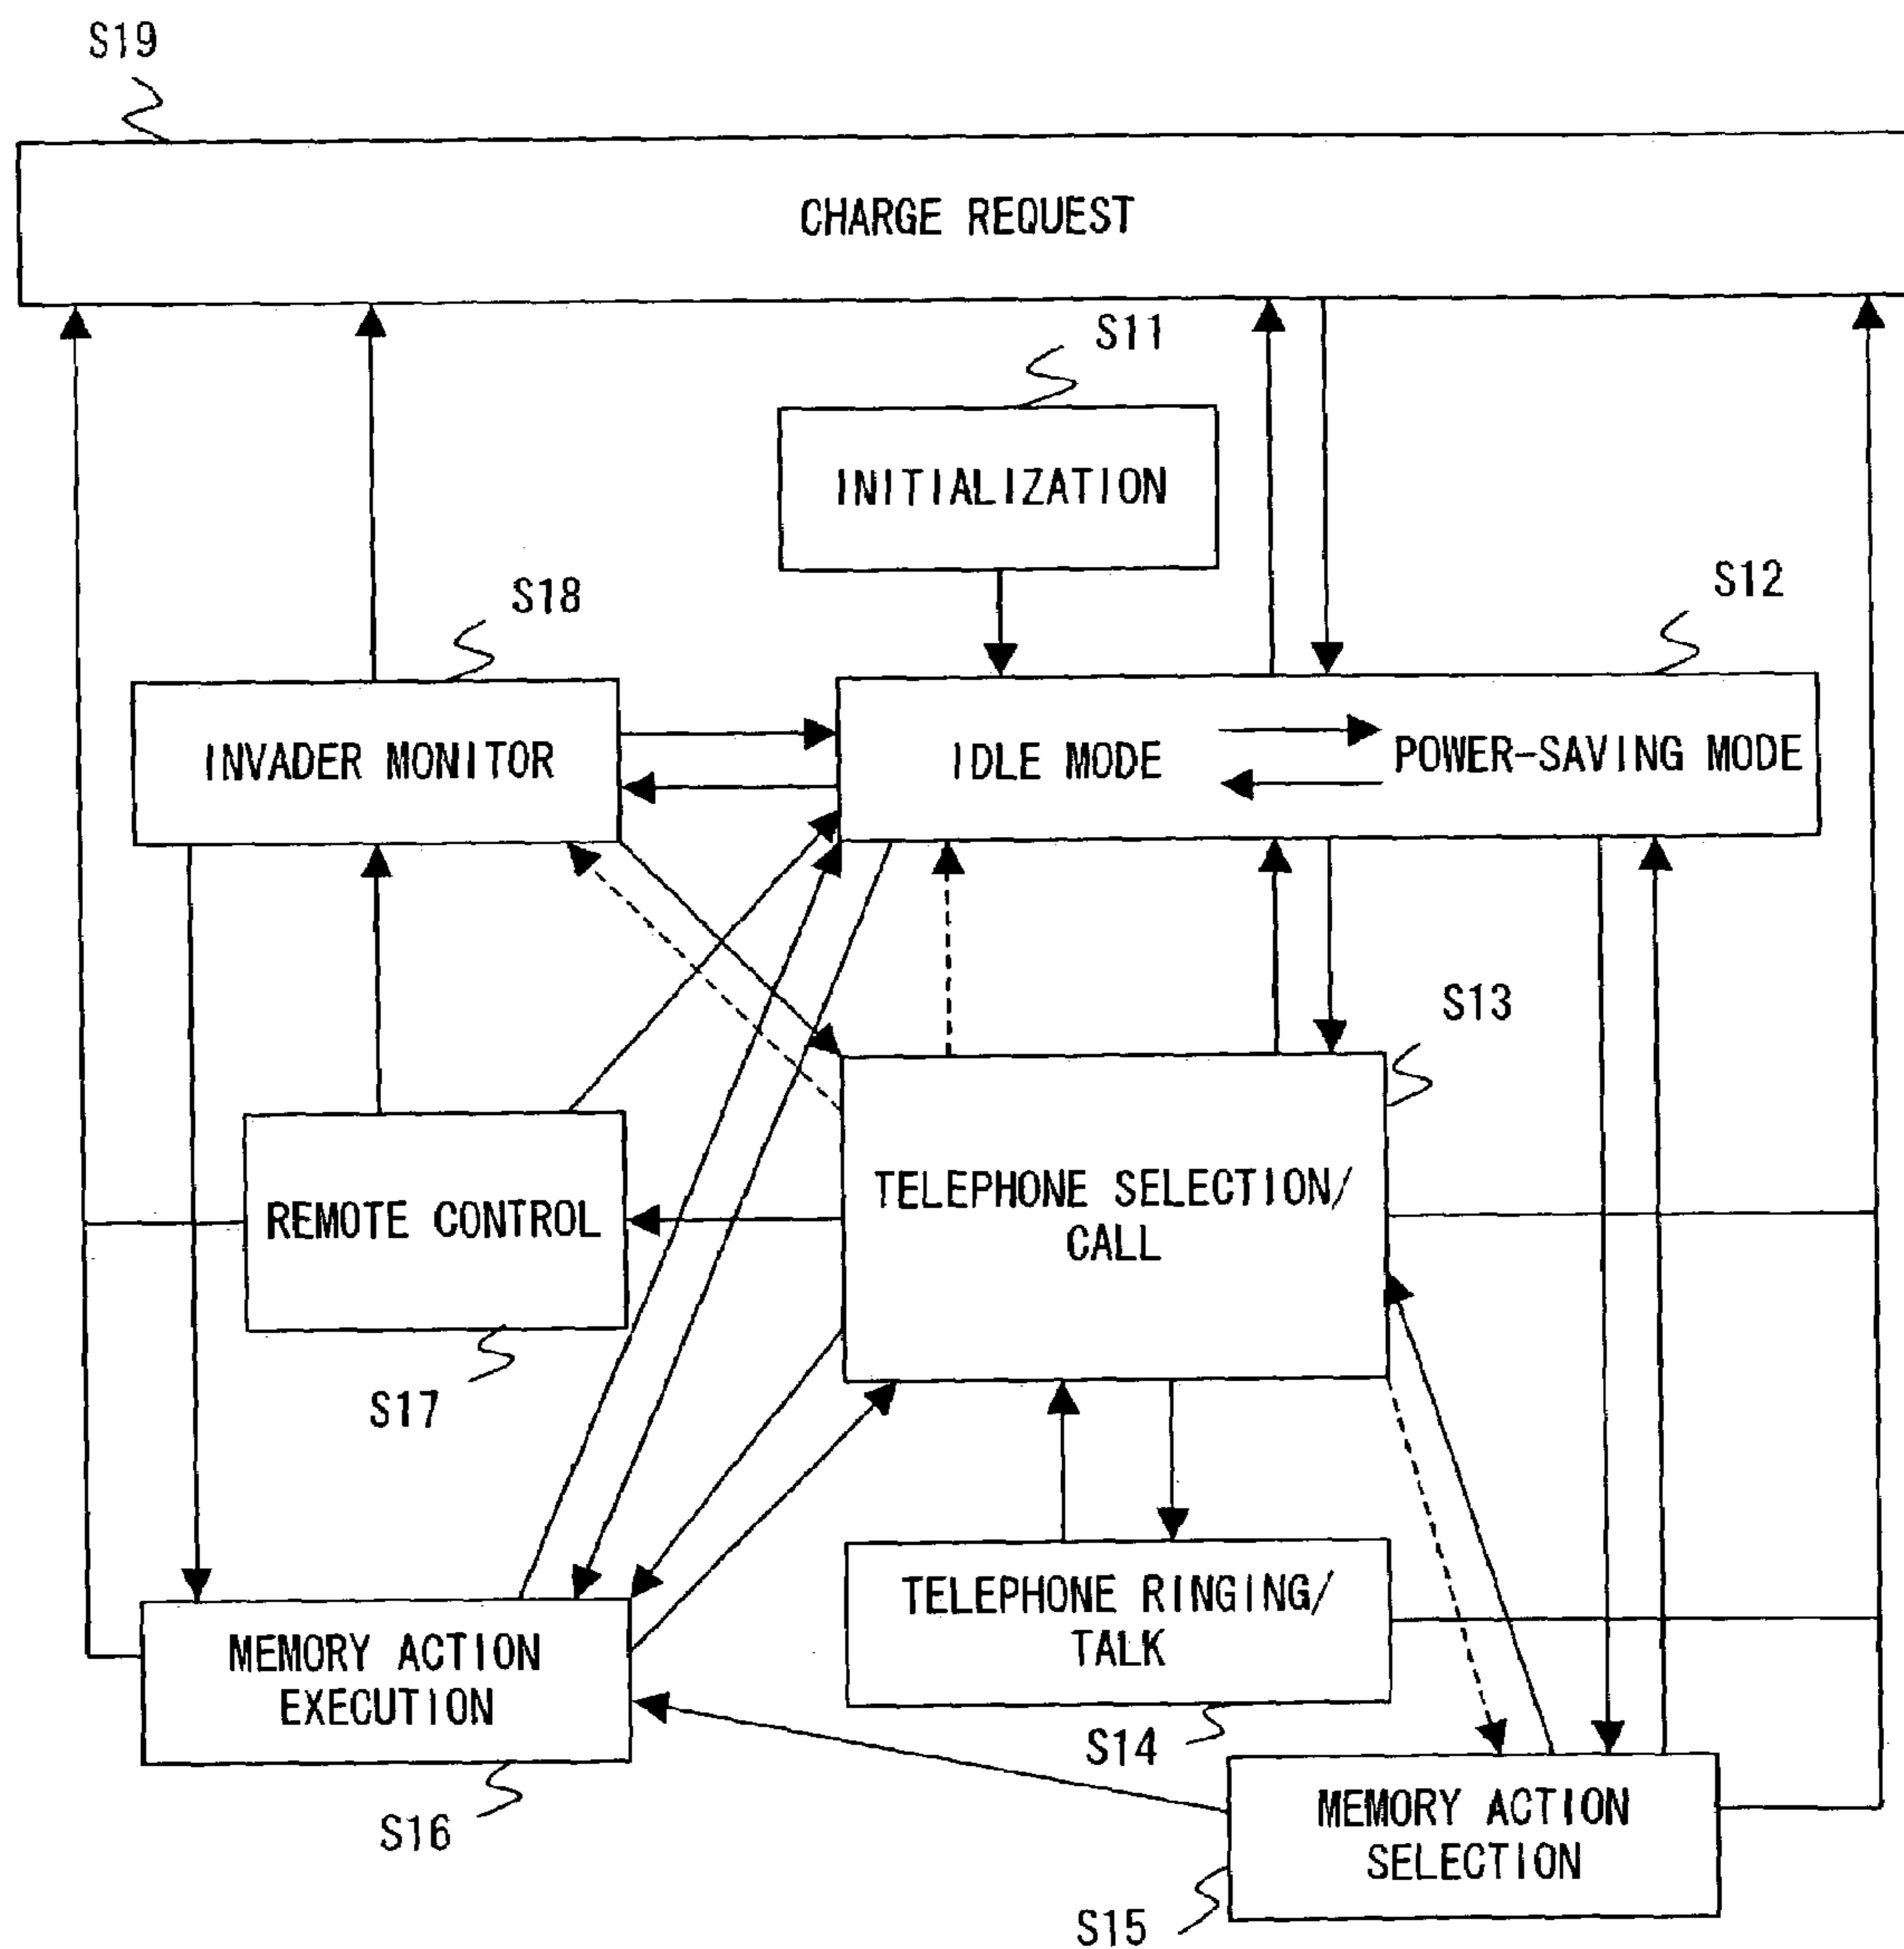 S19
CHARGE REQUEST
S11
INITIALIZATION
S18
S12
INVADER MONITOR
IDLE MODE
POWER-SAVING MODE
S13
REMOTE CONTROL
TELEPHONE SELECTION/
CALL
S17
TELEPHONE RINGING/
TALK
MEMORY ACTION
EXECUTION
S14
S16
MEMORY ACTION
SELECTION
S15